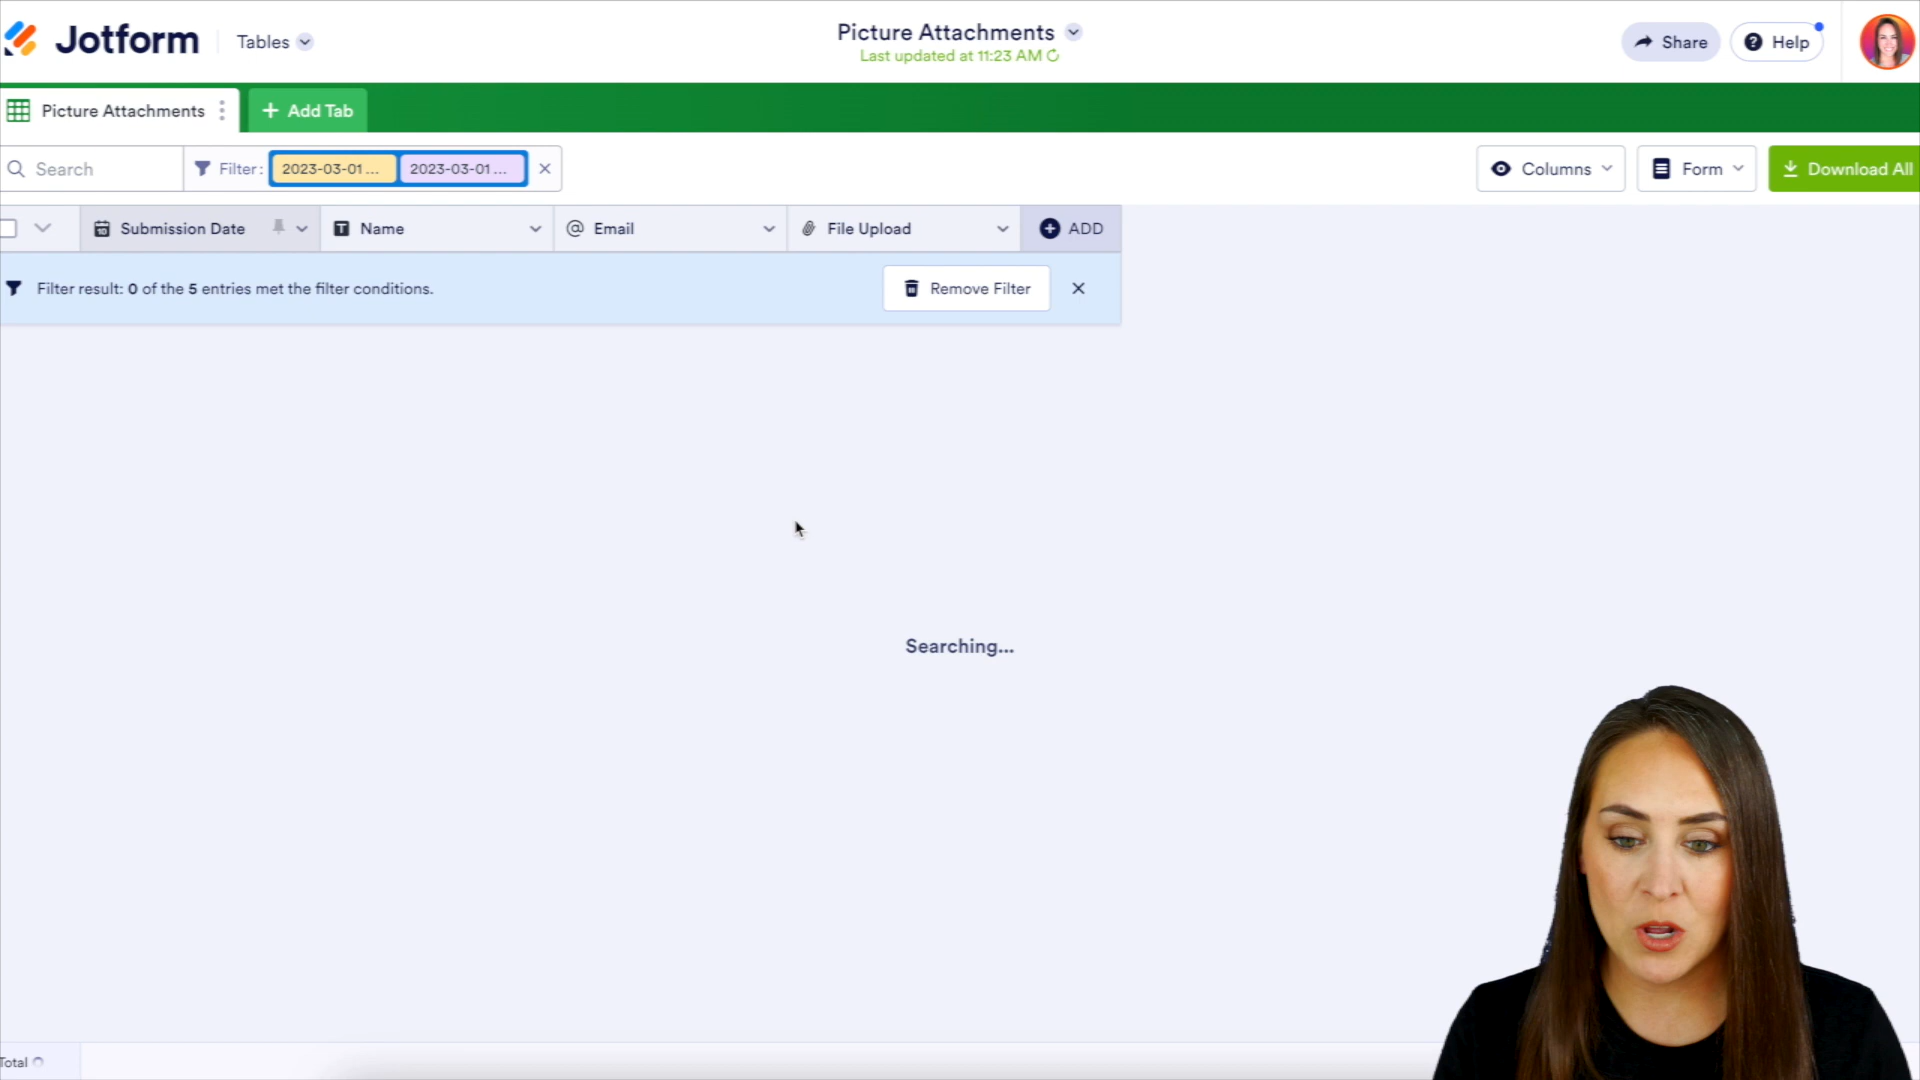 Jotform
Tables
Picture Attachments
Last updated at 11:23 AM
Share
Help
Picture Attachments
+ Add Tab
Search
Filter:
2023-03-01 ...
2023-03-01 ...
Columns
Form
Download All
Submission Date
Name
Email
File Upload
ADD
Filter result: 0 of the 5 entries met the filter conditions.
Remove Filter
Searching...
Total